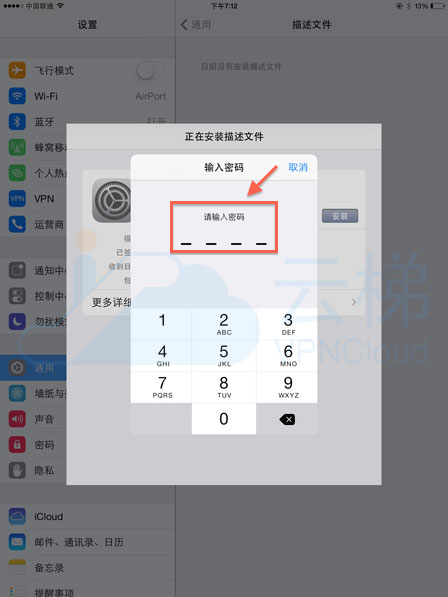 中国联通
下午7:12
13%
设置
通用
描述文件
目前没有安装描述文件
飞行模式
Wi-Fi
AirPort
蓝牙
打开
蜂窝移
个人热
VPN
VPN
运营商
通知中
控制中
勿扰模
通用
墙纸与
声音
密码
隐私
iCloud
邮件、通讯录、日历
备忘录
提醒事项
正在安装描述文件
安装
描
已签
收到日
包
更多详细
输入密码
取消
请输入密码
1
2
ABC
3
DEF
4
GHI
5
JKL
6
MNO
7
PQRS
8
TUV
9
WXYZ
0
云梯
VPNCloud